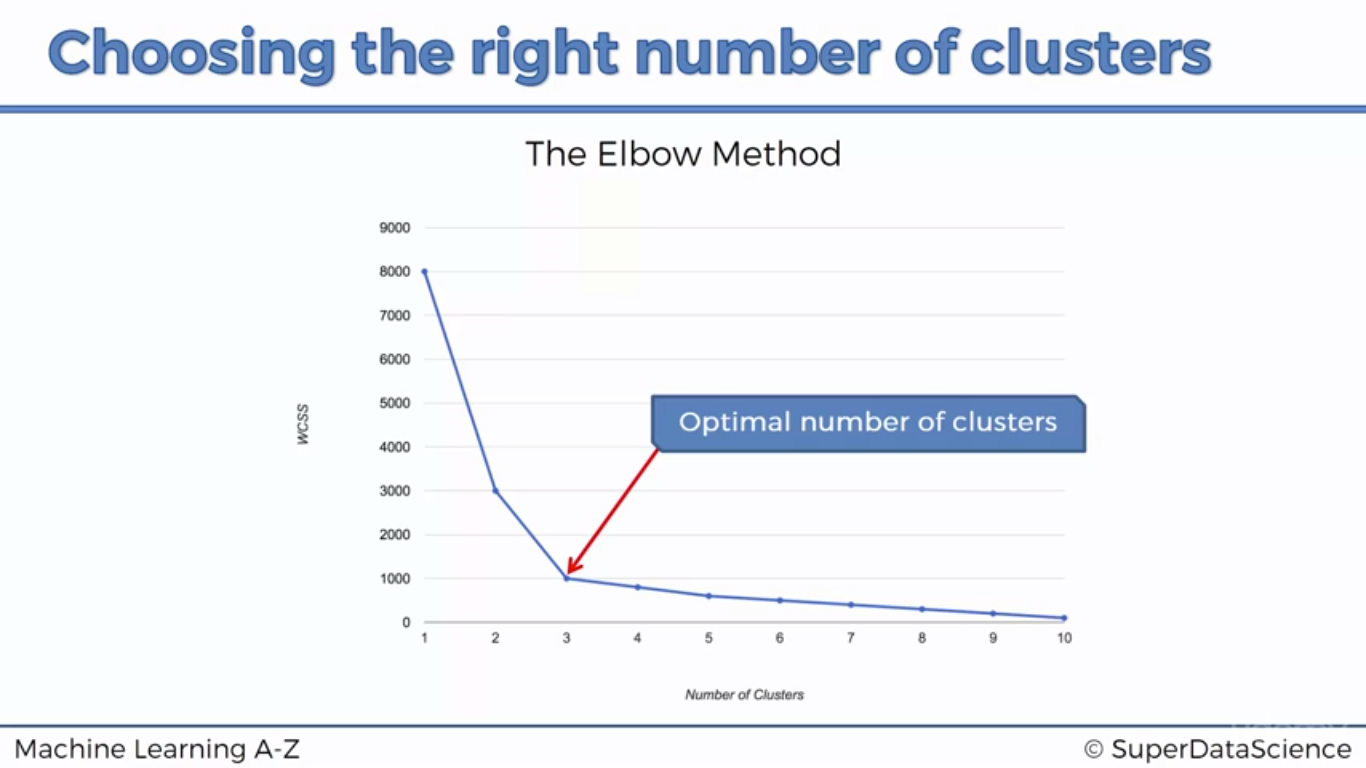 Choosing the right number of clusters
The Elbow Method
9000
8000
7000
6000
5000
4000
3000
2000
1000
0
WCSS
Optimal number of clusters
1 2 3 4 5 6 7 8 9 10
Number of Clusters
Machine Learning A-Z
© SuperDataScience